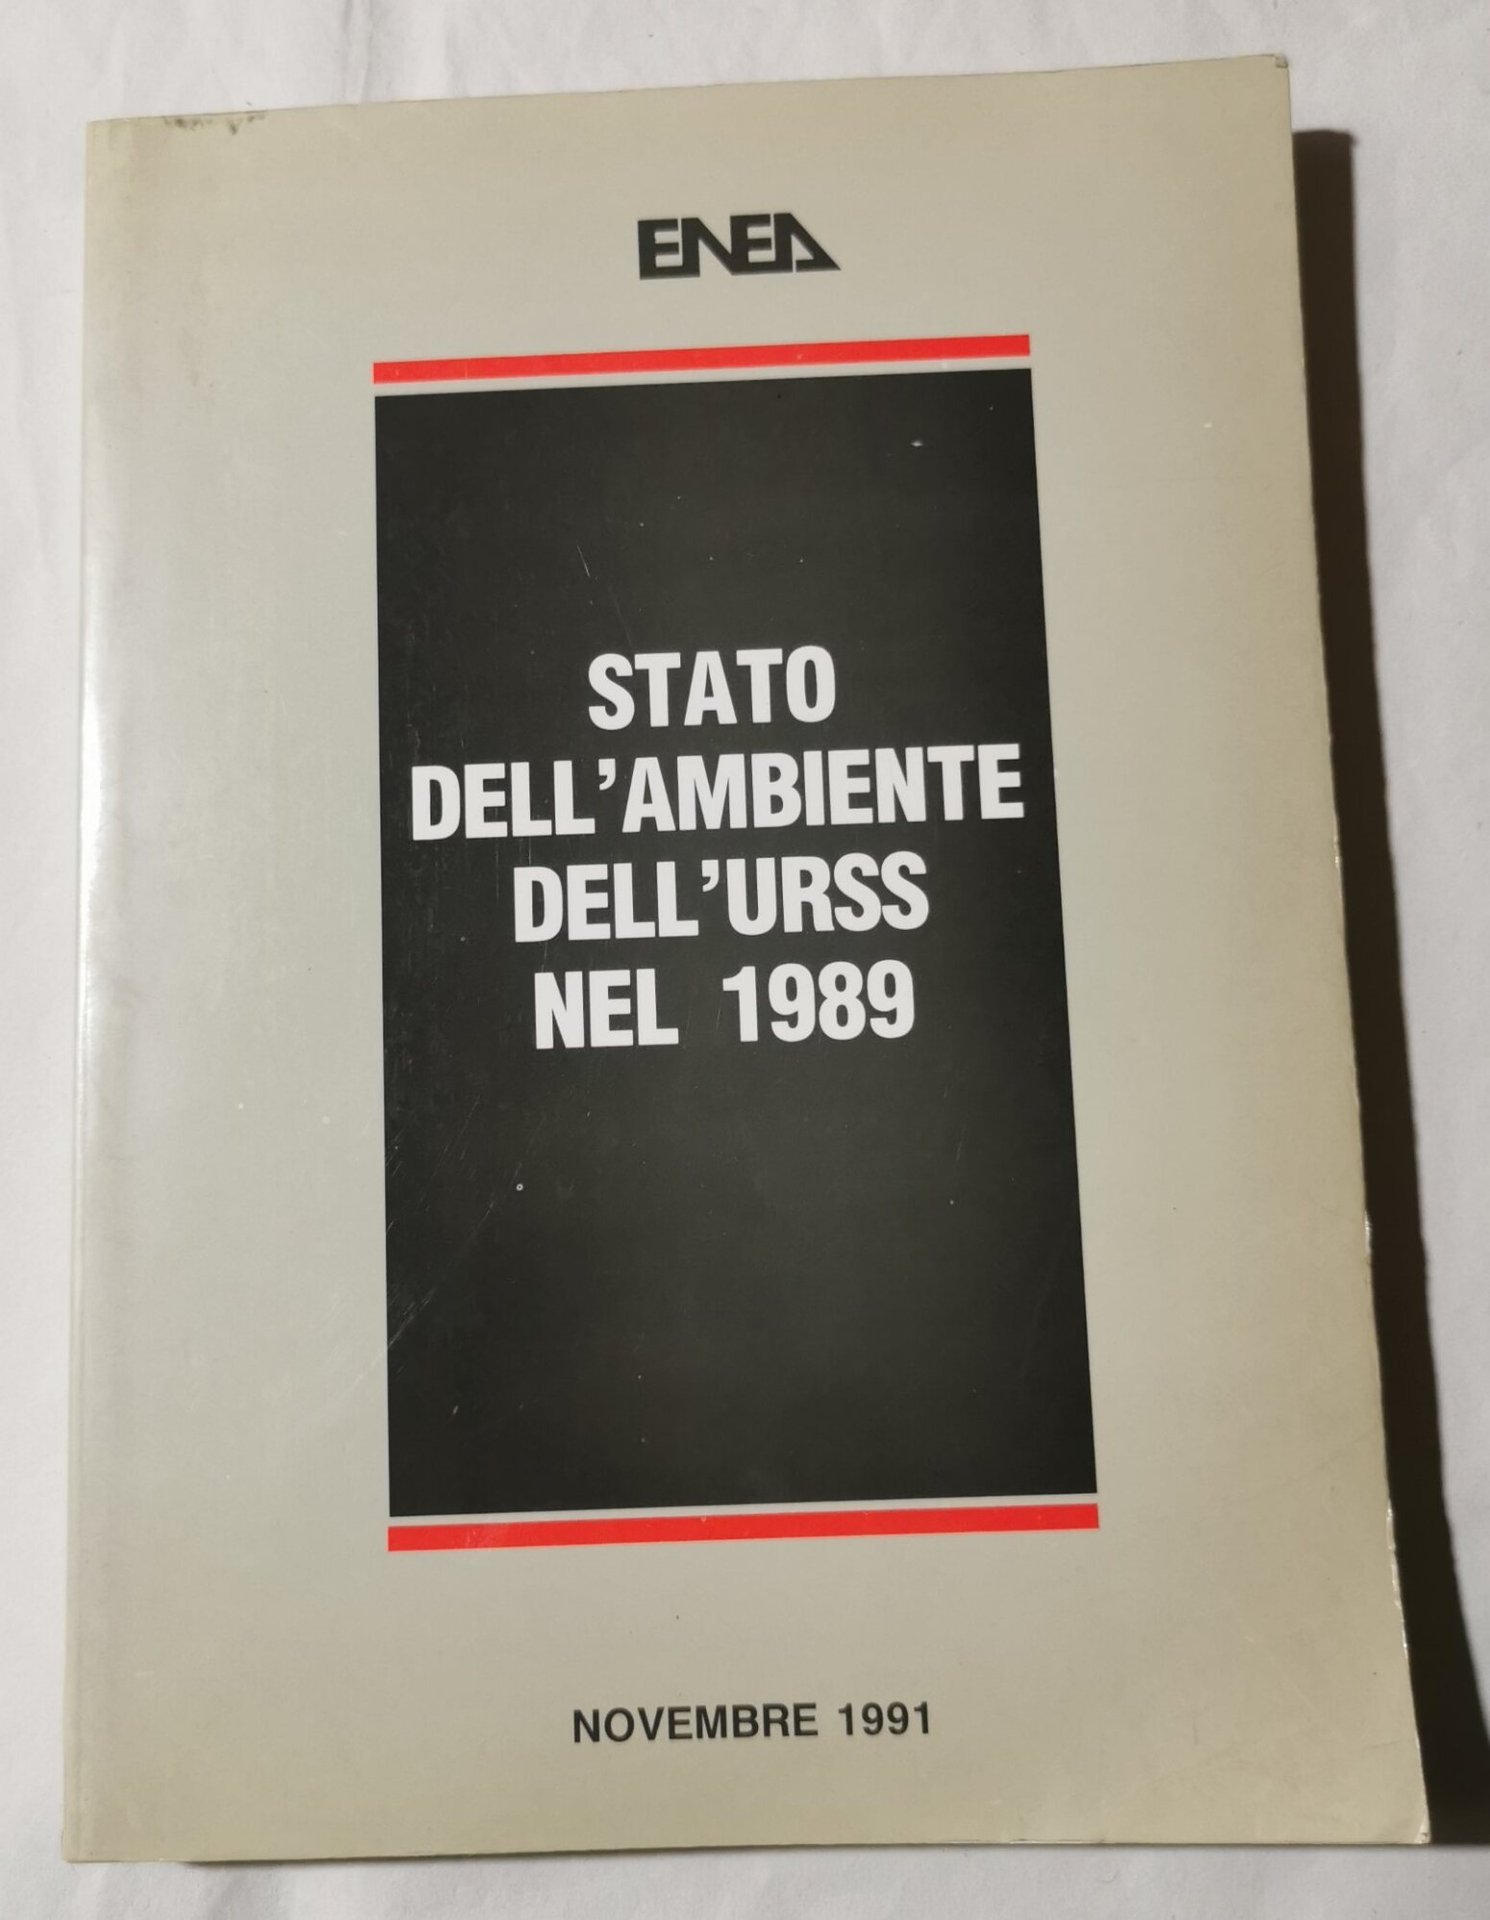 ENEA
STATO
DELL'AMBIENTE
DELL'URSS
NEL 1989
NOVEMBRE 1991